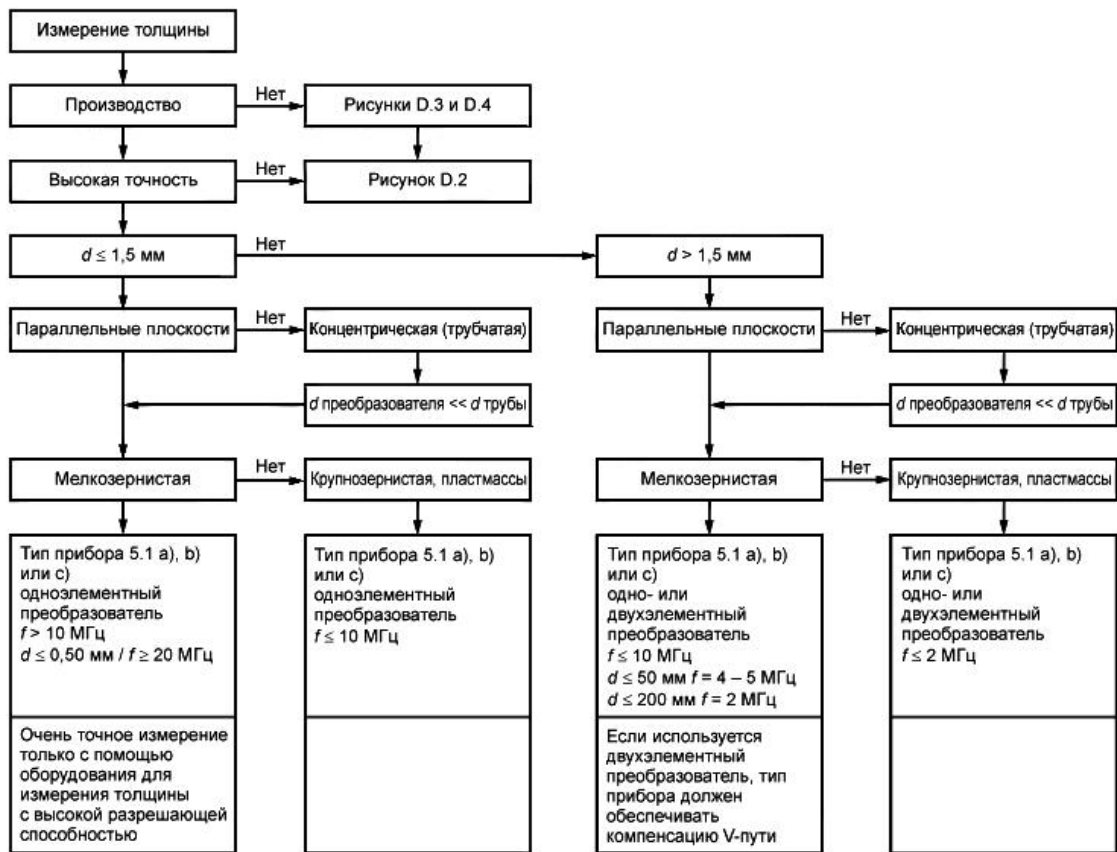 Измерение толщины
Производство
Нет
Рисунки D.3 и D.4
Высокая точность
Нет
Рисунок D.2
d ≤ 1,5 мм
Нет
d > 1,5 мм
Параллельные плоскости
Нет
Концентрическая (трубчатая)
Параллельные плоскости
Нет
Концентрическая (трубчатая)
d преобразователя << d трубы
d преобразователя << d трубы
Мелкозернистая
Нет
Крупнозернистая, пластмассы
Мелкозернистая
Нет
Крупнозернистая, пластмассы
Тип прибора 5.1 a), b)
или c)
одноэлементный
преобразователь
f > 10 МГц
d ≤ 0,50 мм / f ≥ 20 МГц
Тип прибора 5.1 a), b)
или c)
одноэлементный
преобразователь
f ≤ 10 МГц
Тип прибора 5.1 a), b)
или c)
одно- или
двухэлементный
преобразователь
f ≤ 10 МГц
d ≤ 50 мм f = 4 – 5 МГц
d ≤ 200 мм f = 2 МГц
Тип прибора 5.1 a), b)
или c)
одно- или
двухэлементный
преобразователь
f ≤ 2 МГц
Очень точное измерение
только с помощью
оборудования для
измерения толщины
с высокой разрешающей
способностью
Если используется
двухэлементный
преобразователь, тип
прибора должен
обеспечивать
компенсацию V-пути